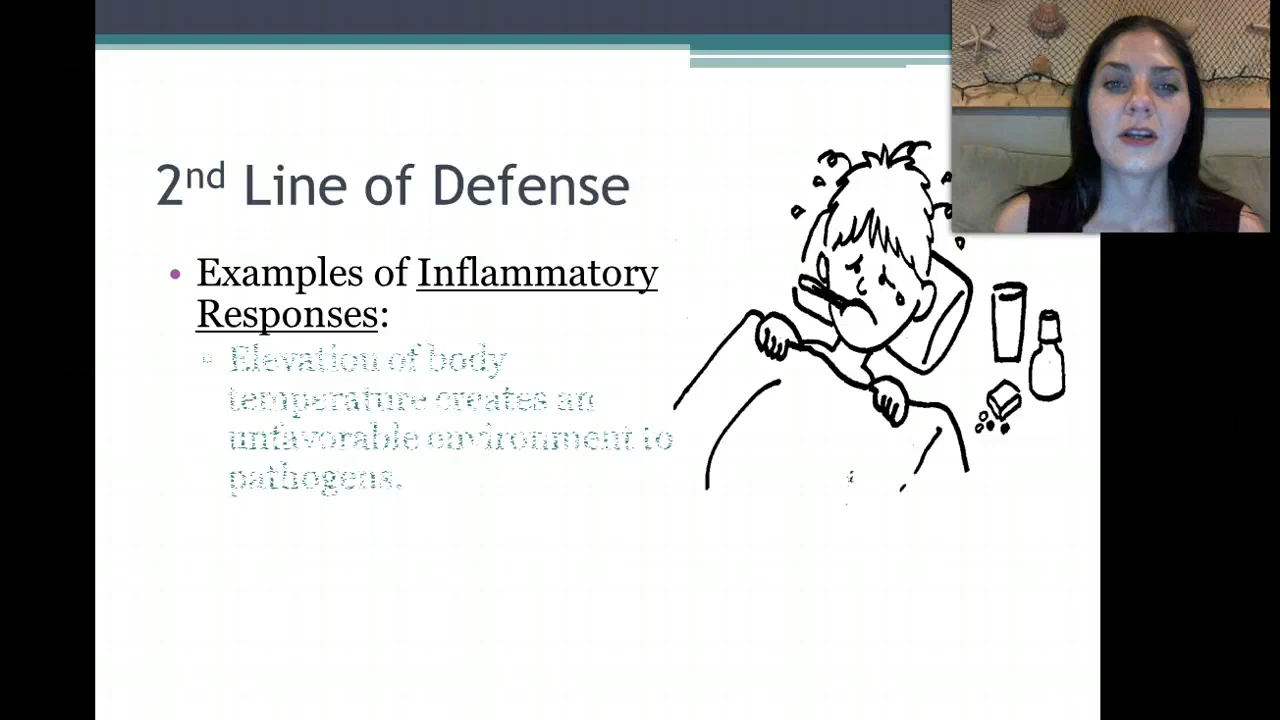 2nd Line of Defense
• Examples of Inflammatory
Responses:
▫ Elevation of body
temperature creates an
unfavorable environment to
pathogens.